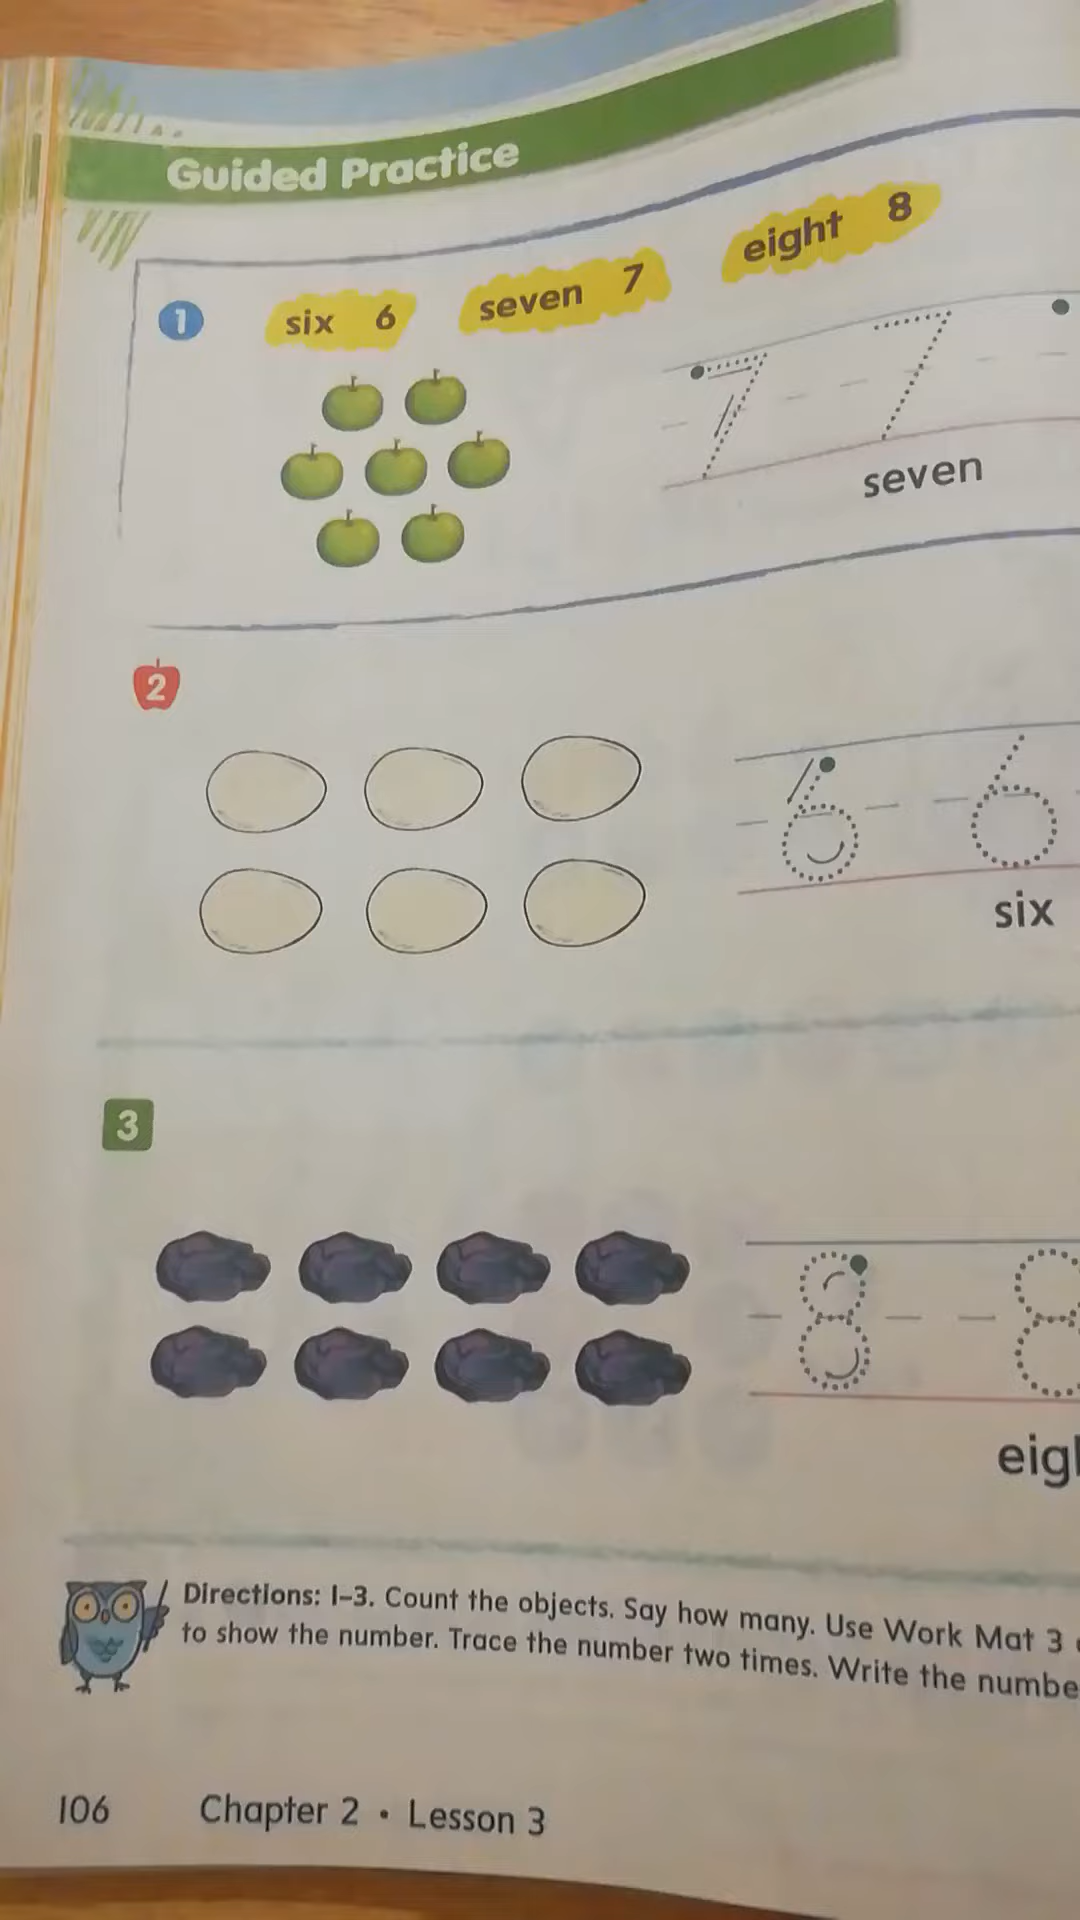 Guided Practice
1
six 6 seven 7 eight 8
7 7
seven
2
6 6
six
3
8 8
Directions: 1–3. Count the objects. Say how many. Use Work Mat 3
to show the number. Trace the number two times. Write the
106 Chapter 2 • Lesson 3